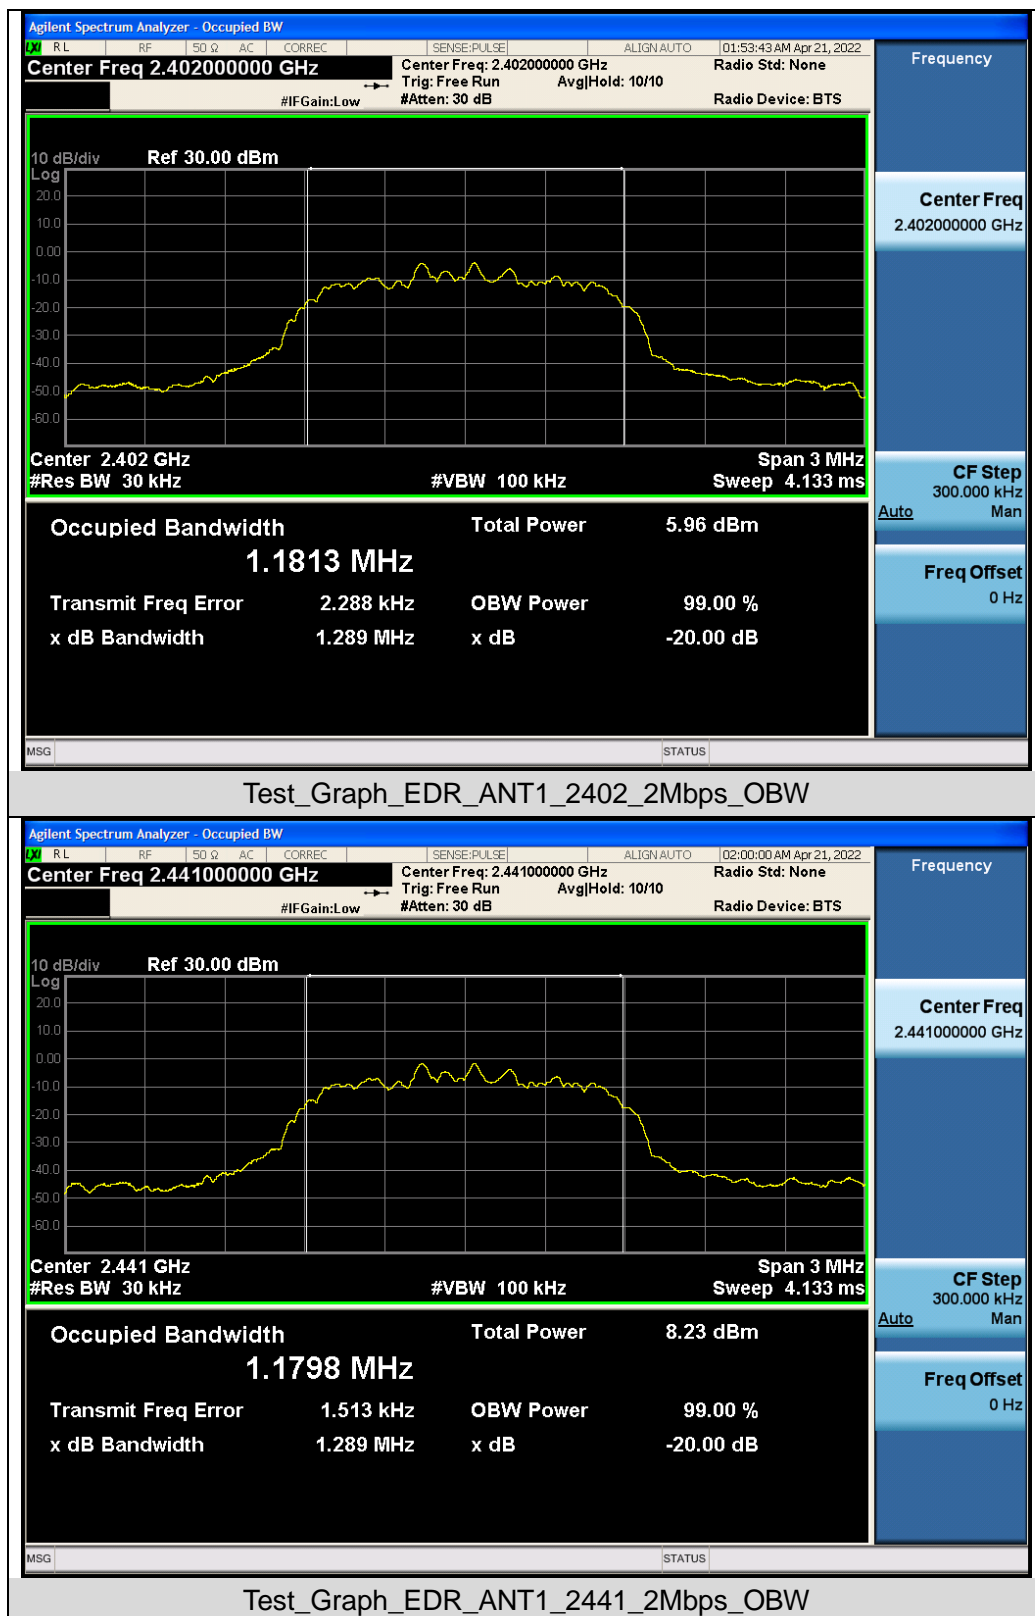 Agilent Spectrum Analyzer - Occupied BW
LXI RL RF 50 Ω AC CORREC SENSE:PULSE ALIGN AUTO 01:53:43 AM Apr 21, 2022
Center Freq 2.402000000 GHz Center Freq: 2.402000000 GHz Radio Std: None Frequency
Trig: Free Run Avg|Hold: 10/10
#IFGain:Low #Atten: 30 dB Radio Device: BTS
10 dB/div Ref 30.00 dBm
Log
20.0
10.0
0.00
-10.0
-20.0
-30.0
-40.0
-50.0
-60.0
Center Freq
2.402000000 GHz
Center 2.402 GHz Span 3 MHz
#Res BW 30 kHz #VBW 100 kHz Sweep 4.133 ms
CF Step
300.000 kHz
Auto Man
Occupied Bandwidth Total Power 5.96 dBm
1.1813 MHz
Freq Offset
0 Hz
Transmit Freq Error 2.288 kHz OBW Power 99.00 %
x dB Bandwidth 1.289 MHz x dB -20.00 dB
MSG STATUS
Test_Graph_EDR_ANT1_2402_2Mbps_OBW
Agilent Spectrum Analyzer - Occupied BW
LXI RL RF 50 Ω AC CORREC SENSE:PULSE ALIGN AUTO 02:00:00 AM Apr 21, 2022
Center Freq 2.441000000 GHz Center Freq: 2.441000000 GHz Radio Std: None Frequency
Trig: Free Run Avg|Hold: 10/10
#IFGain:Low #Atten: 30 dB Radio Device: BTS
10 dB/div Ref 30.00 dBm
Log
20.0
10.0
0.00
-10.0
-20.0
-30.0
-40.0
-50.0
-60.0
Center Freq
2.441000000 GHz
Center 2.441 GHz Span 3 MHz
#Res BW 30 kHz #VBW 100 kHz Sweep 4.133 ms
CF Step
300.000 kHz
Auto Man
Occupied Bandwidth Total Power 8.23 dBm
1.1798 MHz
Freq Offset
0 Hz
Transmit Freq Error 1.513 kHz OBW Power 99.00 %
x dB Bandwidth 1.289 MHz x dB -20.00 dB
MSG STATUS
Test_Graph_EDR_ANT1_2441_2Mbps_OBW